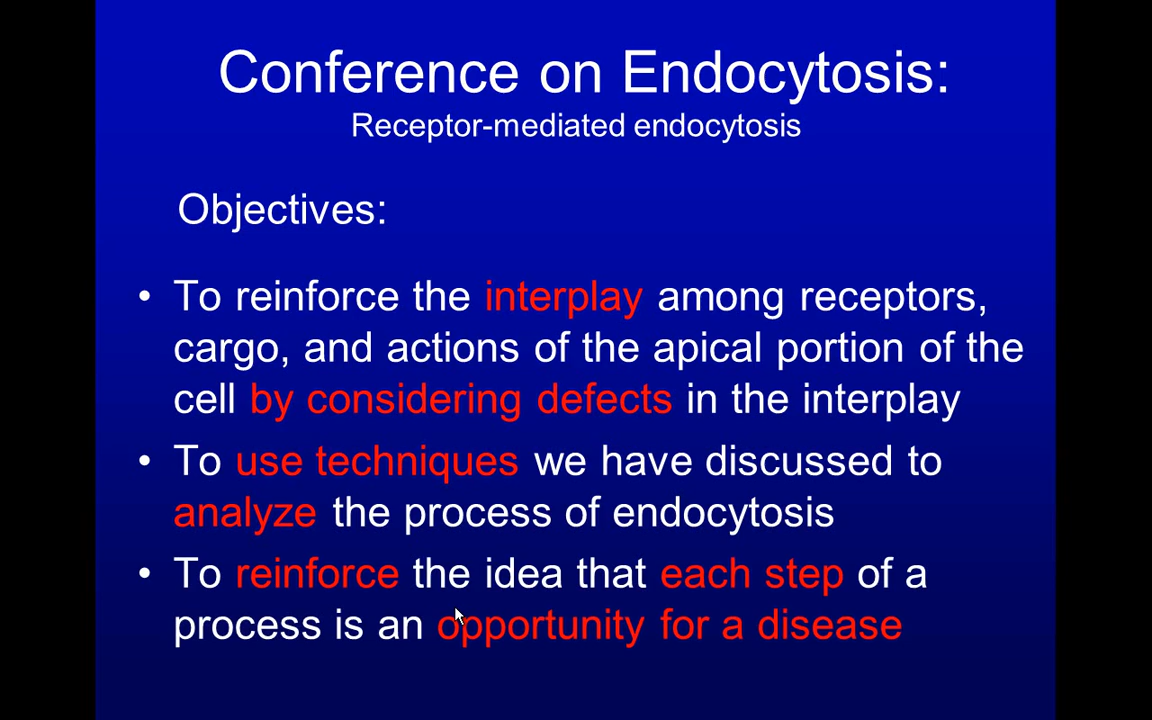 Conference on Endocytosis:
Receptor-mediated endocytosis
Objectives:
• To reinforce the interplay among receptors,
cargo, and actions of the apical portion of the
cell by considering defects in the interplay
• To use techniques we have discussed to
analyze the process of endocytosis
• To reinforce the idea that each step of a
process is an opportunity for a disease